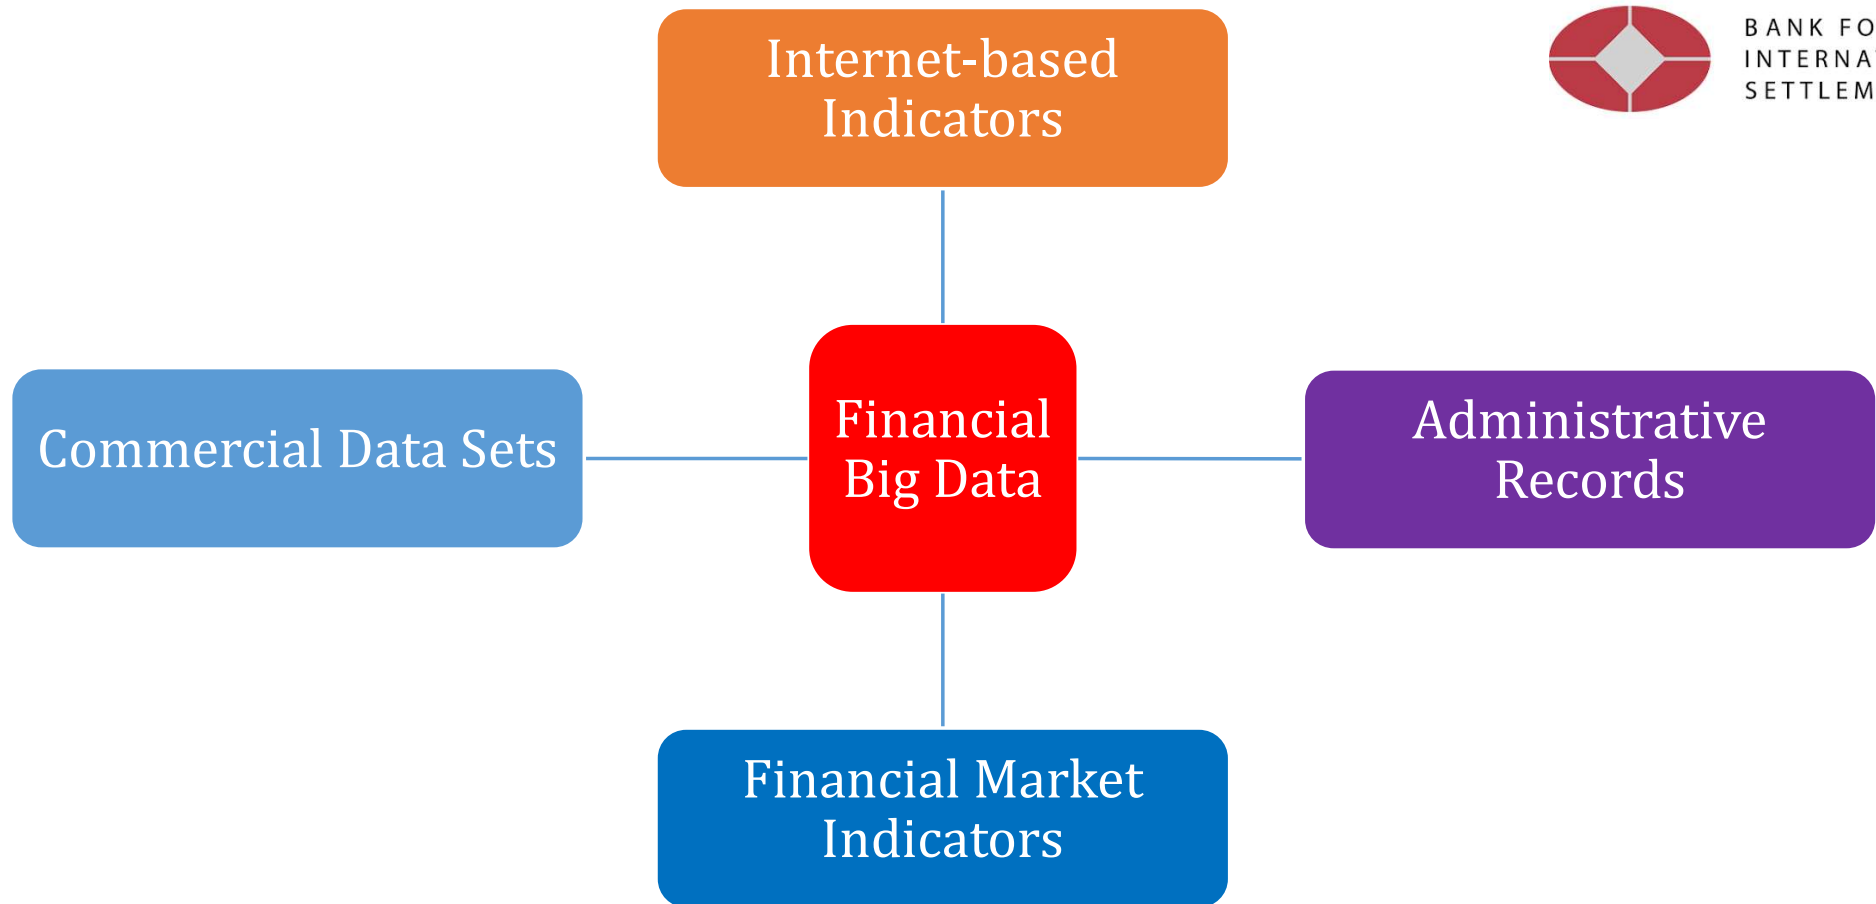 Internet-based
Indicators
BANK FO
INTERNA
SETTLEM
Commercial Data Sets
Financial
Big Data
Administrative
Records
Financial Market
Indicators